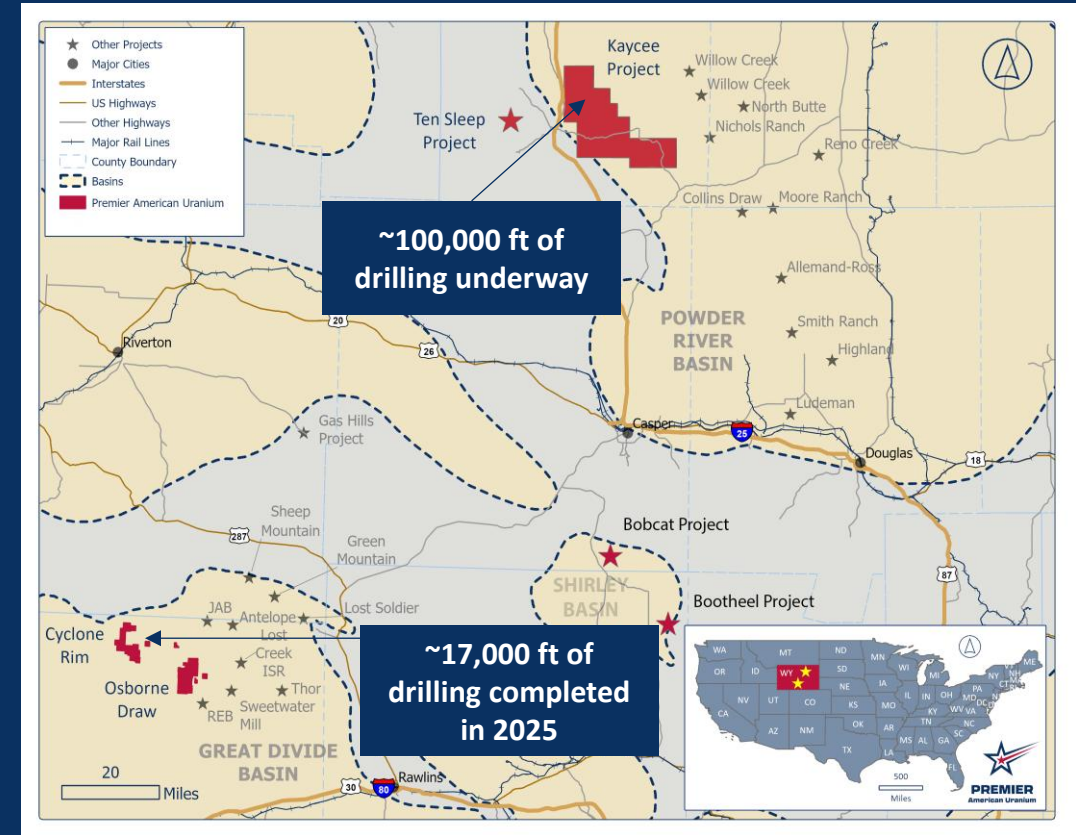 Other Projects
Major Cities
Interstates
US Highways
Other Highways
Major Rail Lines
County Boundary
Basins
Premier American Uranium
Kaycee
Project
Willow Creek
Willow Creek
North Butte
Nichols Ranch
Reno Creek
Ten Sleep
Project
Collins Draw
Moore Ranch
~100,000 ft of
drilling underway
Allemand-Ross
POWDER
RIVER
BASIN
Smith Ranch
Highland
20
26
Riverton
Ludeman
Gas Hills
Project
Casper
25
Douglas
18
Sheep
Mountain
287
Green
Mountain
Bobcat Project
87
SHIRLEY
BASIN
Bootheel Project
JAB
Antelope
Lost Soldier
Cyclone
Rim
Lost
Creek
ISR
~17,000 ft of
drilling completed
in 2025
Osborne
Draw
Thor
REB
Sweetwater
Mill
GREAT DIVIDE
BASIN
20
Miles
30
80
Rawlins
WA
MT
ND
MN
ME
OR
ID
WY
SD
WI
MI
NY
NH
NE
IA
PA
CT
NV
UT
CO
KS
MO
IL
IN
OH
MD
DC
CA
KY
WV
VA
AZ
NM
OK
AR
TN
NC
SC
TX
LA
MS
AL
GA
FL
500
Miles
PREMIER
American Uranium